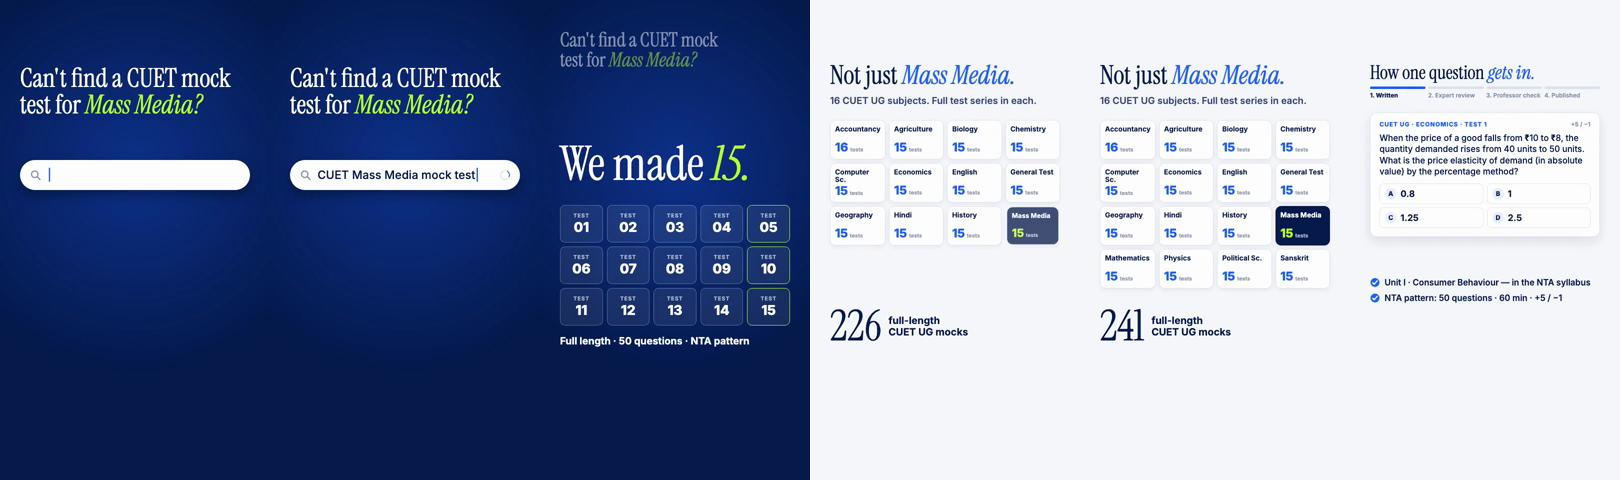 Can't find a CUET mock
test for Mass Media?
Can't find a CUET mock
test for Mass Media?
CUET Mass Media mock test
Can't find a CUET mock
test for Mass Media?
We made 15.
TEST 01
TEST 02
TEST 03
TEST 04
TEST 05
TEST 06
TEST 07
TEST 08
TEST 09
TEST 10
TEST 11
TEST 12
TEST 13
TEST 14
TEST 15
Full length · 50 questions · NTA pattern
Not just Mass Media.
16 CUET UG subjects. Full test series in each.
Accountancy
16 tests
Agriculture
15 tests
Biology
15 tests
Chemistry
15 tests
Computer
Sc.
15 tests
Economics
15 tests
English
15 tests
General Test
15 tests
Geography
15 tests
Hindi
15 tests
History
15 tests
Mass Media
15 tests
226 full-length
CUET UG mocks
Not just Mass Media.
16 CUET UG subjects. Full test series in each.
Accountancy
16 tests
Agriculture
15 tests
Biology
15 tests
Chemistry
15 tests
Computer
Sc.
15 tests
Economics
15 tests
English
15 tests
General Test
15 tests
Geography
15 tests
Hindi
15 tests
History
15 tests
Mass Media
15 tests
Mathematics
15 tests
Physics
15 tests
Political Sc.
15 tests
Sanskrit
15 tests
241 full-length
CUET UG mocks
How one question gets in.
1. Written
2. Expert review
3. Professor check
4. Published
CUET UG · ECONOMICS · TEST 1
+5 / −1
When the price of a good falls from ₹10 to ₹8, the
quantity demanded rises from 40 units to 50 units.
What is the price elasticity of demand (in absolute
value) by the percentage method?
A 0.8
B 1
C 1.25
D 2.5
Unit I · Consumer Behaviour — in the NTA syllabus
NTA pattern: 50 questions · 60 min · +5 / −1